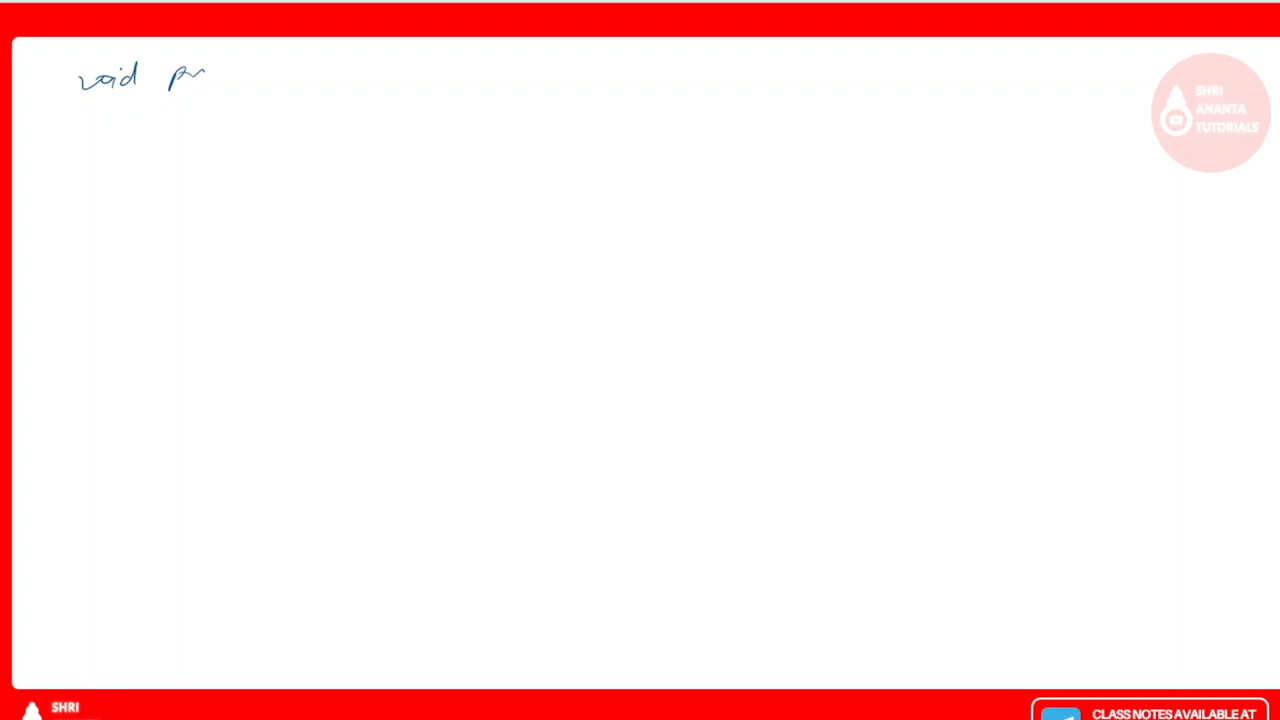 void pr
SHRI
ANANTA
TUTORIALS
SHRI
CLASS NOTES AVAILABLE AT